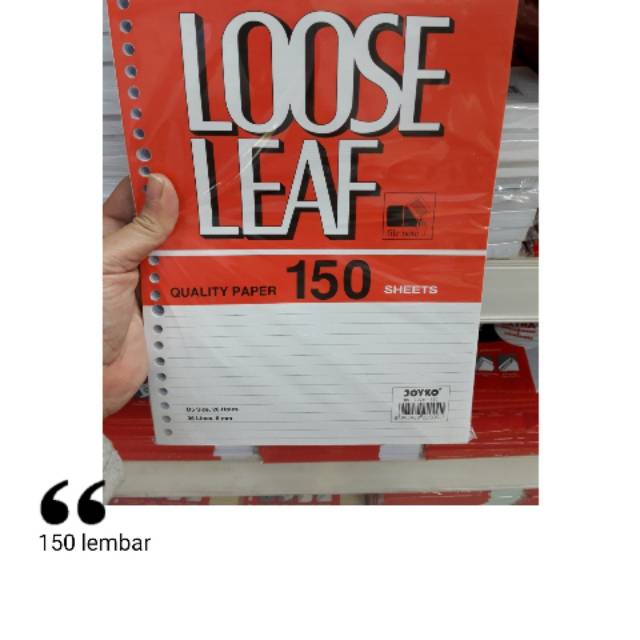 LOOSE
LEAF
QUALITY PAPER 150 SHEETS
JOYKO
150 lembar